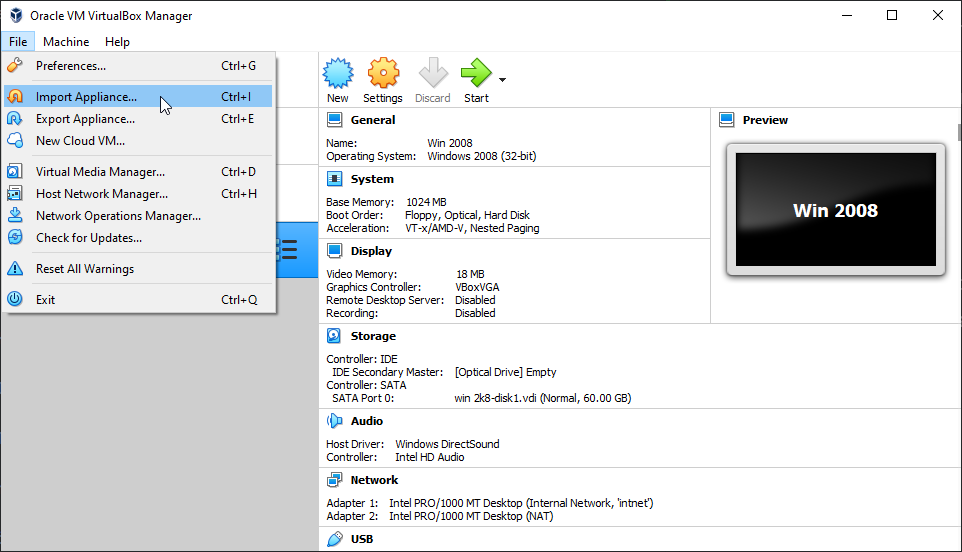 Oracle VM VirtualBox Manager
File Machine Help
Preferences... Ctrl+G
Import Appliance... Ctrl+I
Export Appliance... Ctrl+E
New Cloud VM...
Virtual Media Manager... Ctrl+D
Host Network Manager... Ctrl+H
Network Operations Manager...
Check for Updates...
Reset All Warnings
Exit Ctrl+Q
New Settings Discard Start
General
Name: Win 2008
Operating System: Windows 2008 (32-bit)
System
Base Memory: 1024 MB
Boot Order: Floppy, Optical, Hard Disk
Acceleration: VT-x/AMD-V, Nested Paging
Display
Video Memory: 18 MB
Graphics Controller: VBoxVGA
Remote Desktop Server: Disabled
Recording: Disabled
Storage
Controller: IDE
IDE Secondary Master: [Optical Drive] Empty
Controller: SATA
SATA Port 0: win 2k8-disk1.vdi (Normal, 60.00 GB)
Audio
Host Driver: Windows DirectSound
Controller: Intel HD Audio
Network
Adapter 1: Intel PRO/1000 MT Desktop (Internal Network, 'intnet')
Adapter 2: Intel PRO/1000 MT Desktop (NAT)
USB
Preview
Win 2008